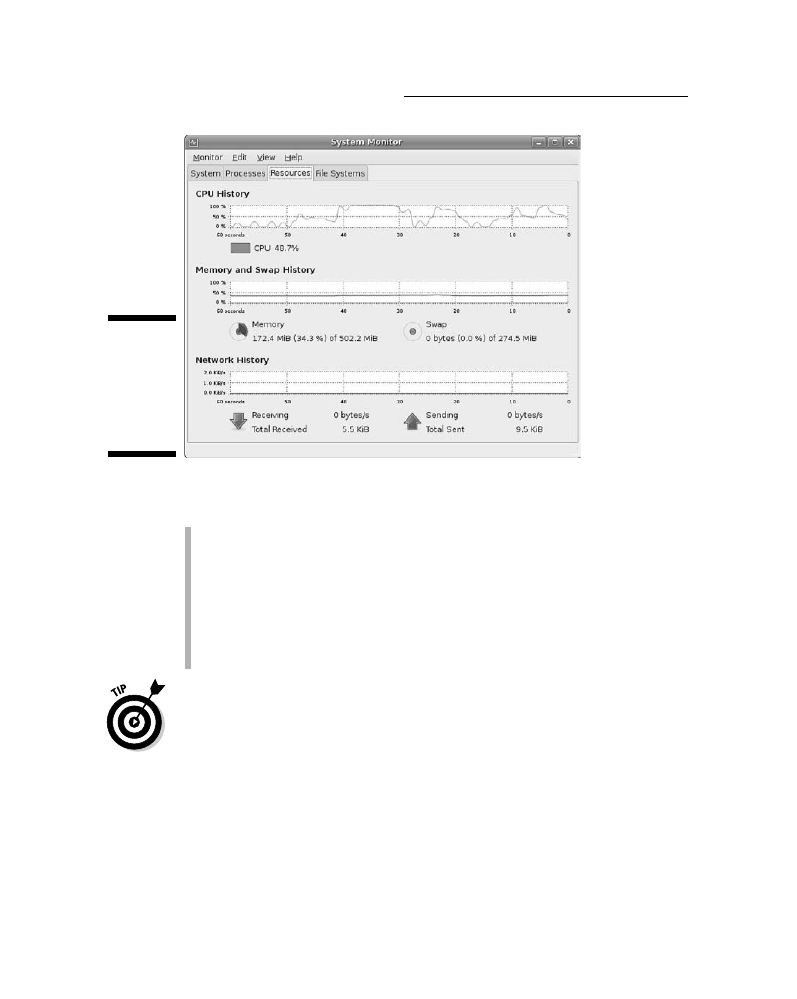 System Monitor
Monitor Edit View Help
System Processes Resources File Systems
CPU History
100 %
50 %
0 %
60 seconds 50 40 30 20 10 0
CPU 48.7%
Memory and Swap History
100 %
50 %
0 %
60 seconds 50 40 30 20 10 0
Memory Swap
172.4 MiB (34.3 %) of 502.2 MiB 0 bytes (0.0 %) of 274.5 MiB
Network History
2.0 KiB/s
1.0 KiB/s
0.0 KiB/s
60 seconds 50 40 30 20 10 0
Receiving 0 bytes/s Sending 0 bytes/s
Total Received 5.5 KiB Total Sent 9.5 KiB
TIP